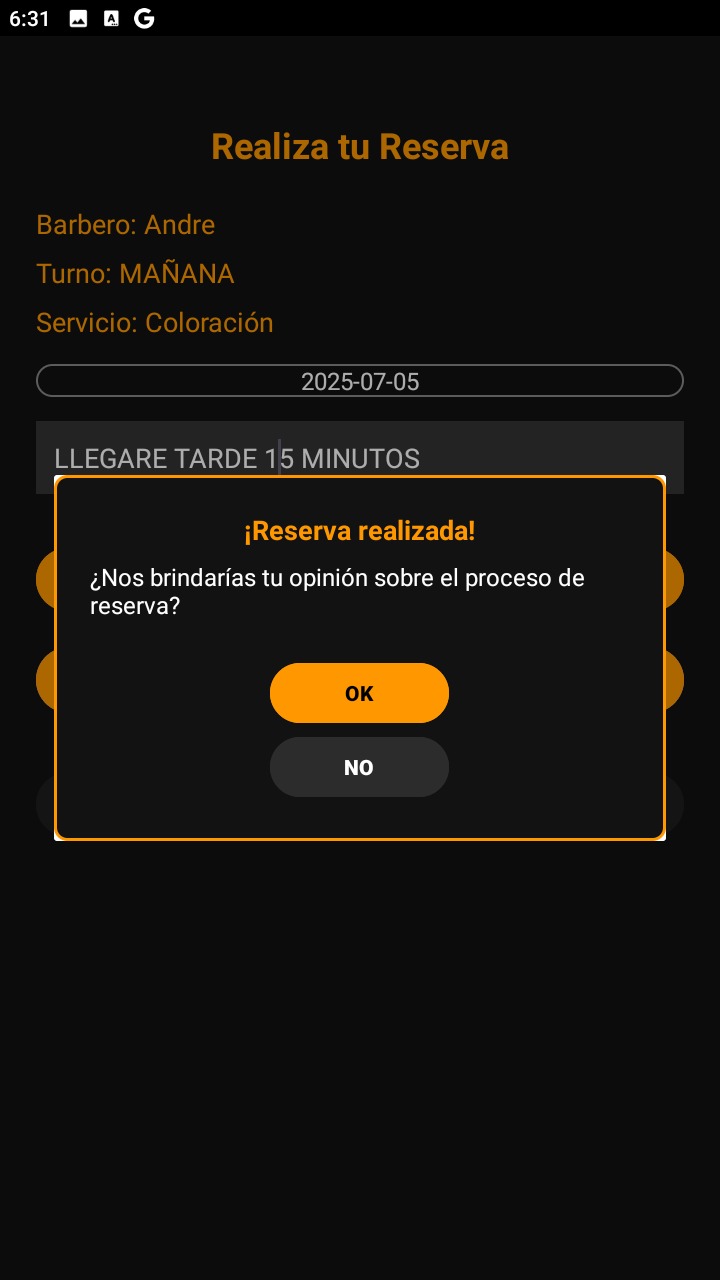 6:31
Realiza tu Reserva
Barbero: Andre
Turno: MAÑANA
Servicio: Coloración
2025-07-05
LLEGARE TARDE 15 MINUTOS
¡Reserva realizada!
¿Nos brindarías tu opinión sobre el proceso de
reserva?
OK
NO